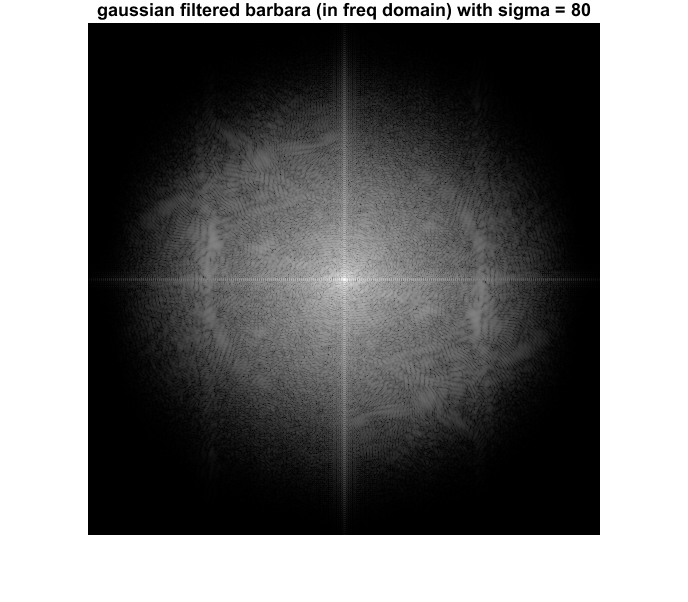 gaussian filtered barbara (in freq domain) with sigma = 80